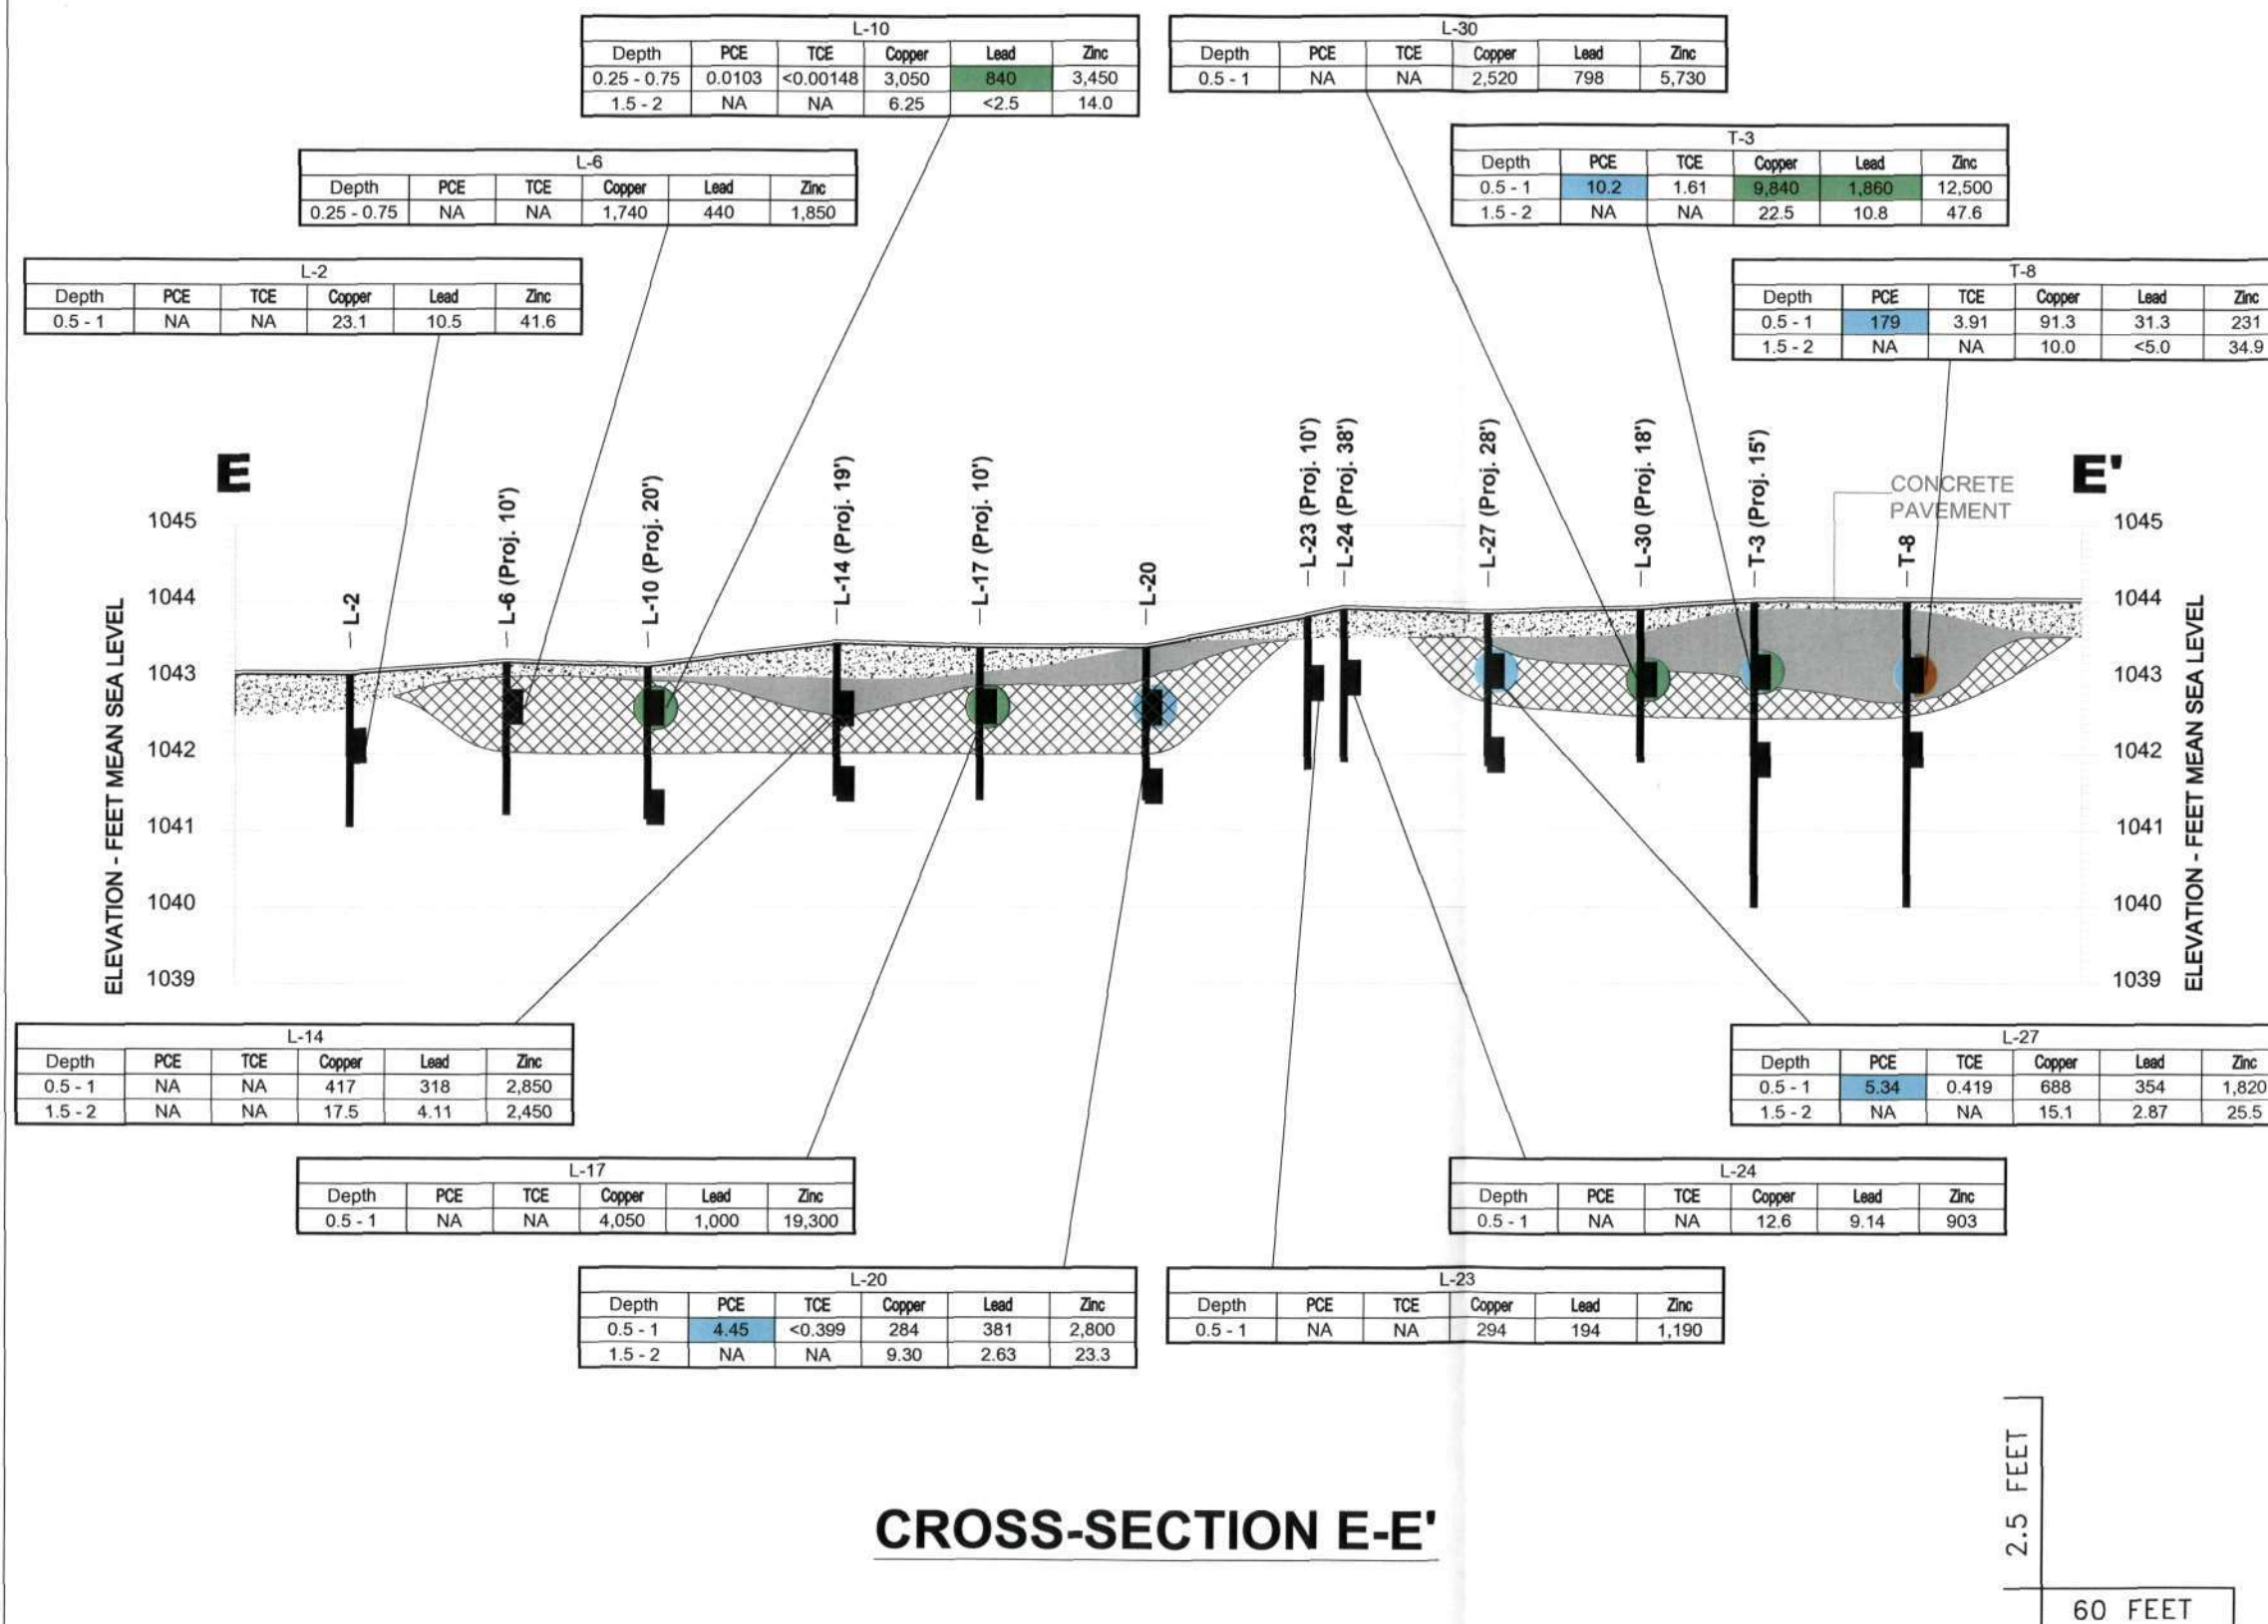 L-10
Depth PCE TCE Copper Lead Zinc
0.25 - 0.75 0.0103 <0.00148 3,050 840 3,450
1.5 - 2 NA NA 6.25 <2.5 14.0
L-30
Depth PCE TCE Copper Lead Zinc
0.5 - 1 NA NA 2,520 798 5,730
L-6
Depth PCE TCE Copper Lead Zinc
0.25 - 0.75 NA NA 1,740 440 1,850
T-3
Depth PCE TCE Copper Lead Zinc
0.5 - 1 10.2 1.61 9,840 1,860 12,500
1.5 - 2 NA NA 22.5 10.8 47.6
L-2
Depth PCE TCE Copper Lead Zinc
0.5 - 1 NA NA 23.1 10.5 41.6
T-8
Depth PCE TCE Copper Lead Zinc
0.5 - 1 179 3.91 91.3 31.3 231
1.5 - 2 NA NA 10.0 <5.0 34.9
E
E'
L-2
L-6 (Proj. 10')
L-10 (Proj. 20')
L-14 (Proj. 19')
L-17 (Proj. 10')
L-20
L-23 (Proj. 10')
L-24 (Proj. 38')
L-27 (Proj. 28')
L-30 (Proj. 18')
T-3 (Proj. 15')
T-8
CONCRETE
PAVEMENT
ELEVATION - FEET MEAN SEA LEVEL
1045
1044
1043
1042
1041
1040
1039
1045
1044
1043
1042
1041
1040
1039
ELEVATION - FEET MEAN SEA LEVEL
L-14
Depth PCE TCE Copper Lead Zinc
0.5 - 1 NA NA 417 318 2,850
1.5 - 2 NA NA 17.5 4.11 2,450
L-27
Depth PCE TCE Copper Lead Zinc
0.5 - 1 5.34 0.419 688 354 1,820
1.5 - 2 NA NA 15.1 2.87 25.5
L-17
Depth PCE TCE Copper Lead Zinc
0.5 - 1 NA NA 4,050 1,000 19,300
L-24
Depth PCE TCE Copper Lead Zinc
0.5 - 1 NA NA 12.6 9.14 903
L-20
Depth PCE TCE Copper Lead Zinc
0.5 - 1 4.45 <0.399 284 381 2,800
1.5 - 2 NA NA 9.30 2.63 23.3
L-23
Depth PCE TCE Copper Lead Zinc
0.5 - 1 NA NA 294 194 1,190
CROSS-SECTION E-E'
2.5 FEET
60 FEET